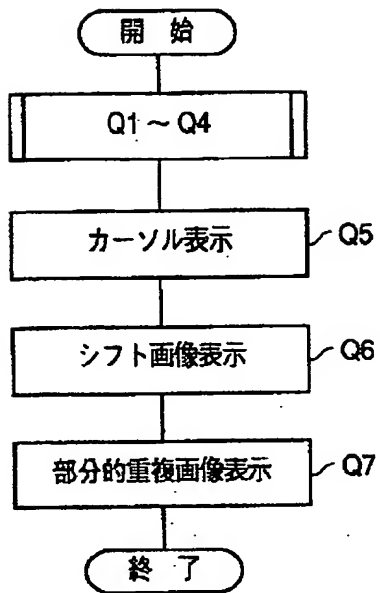 開 始
Q1 ~ Q4
カーソル表示 Q5
シフト画像表示 Q6
部分的重複画像表示 Q7
終 了